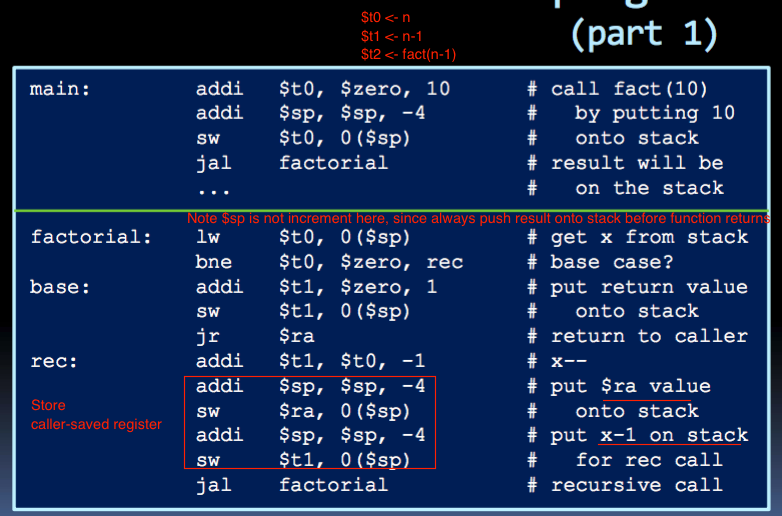 $t0 <- n
$t1 <- n-1
$t2 <- fact(n-1)
(part 1)
main: addi $t0, $zero, 10 # call fact(10)
addi $sp, $sp, -4 # by putting 10
sw $t0, 0($sp) # onto stack
jal factorial # result will be
... # on the stack
Note $sp is not increment here, since always push result onto stack before function returns
factorial: lw $t0, 0($sp) # get x from stack
bne $t0, $zero, rec # base case?
base: addi $t1, $zero, 1 # put return value
sw $t1, 0($sp) # onto stack
jr $ra # return to caller
rec: addi $t1, $t0, -1 # x--
addi $sp, $sp, -4 # put $ra value
Store
caller-saved register
sw $ra, 0($sp) # onto stack
addi $sp, $sp, -4 # put x-1 on stack
sw $t1, 0($sp) # for rec call
jal factorial # recursive call